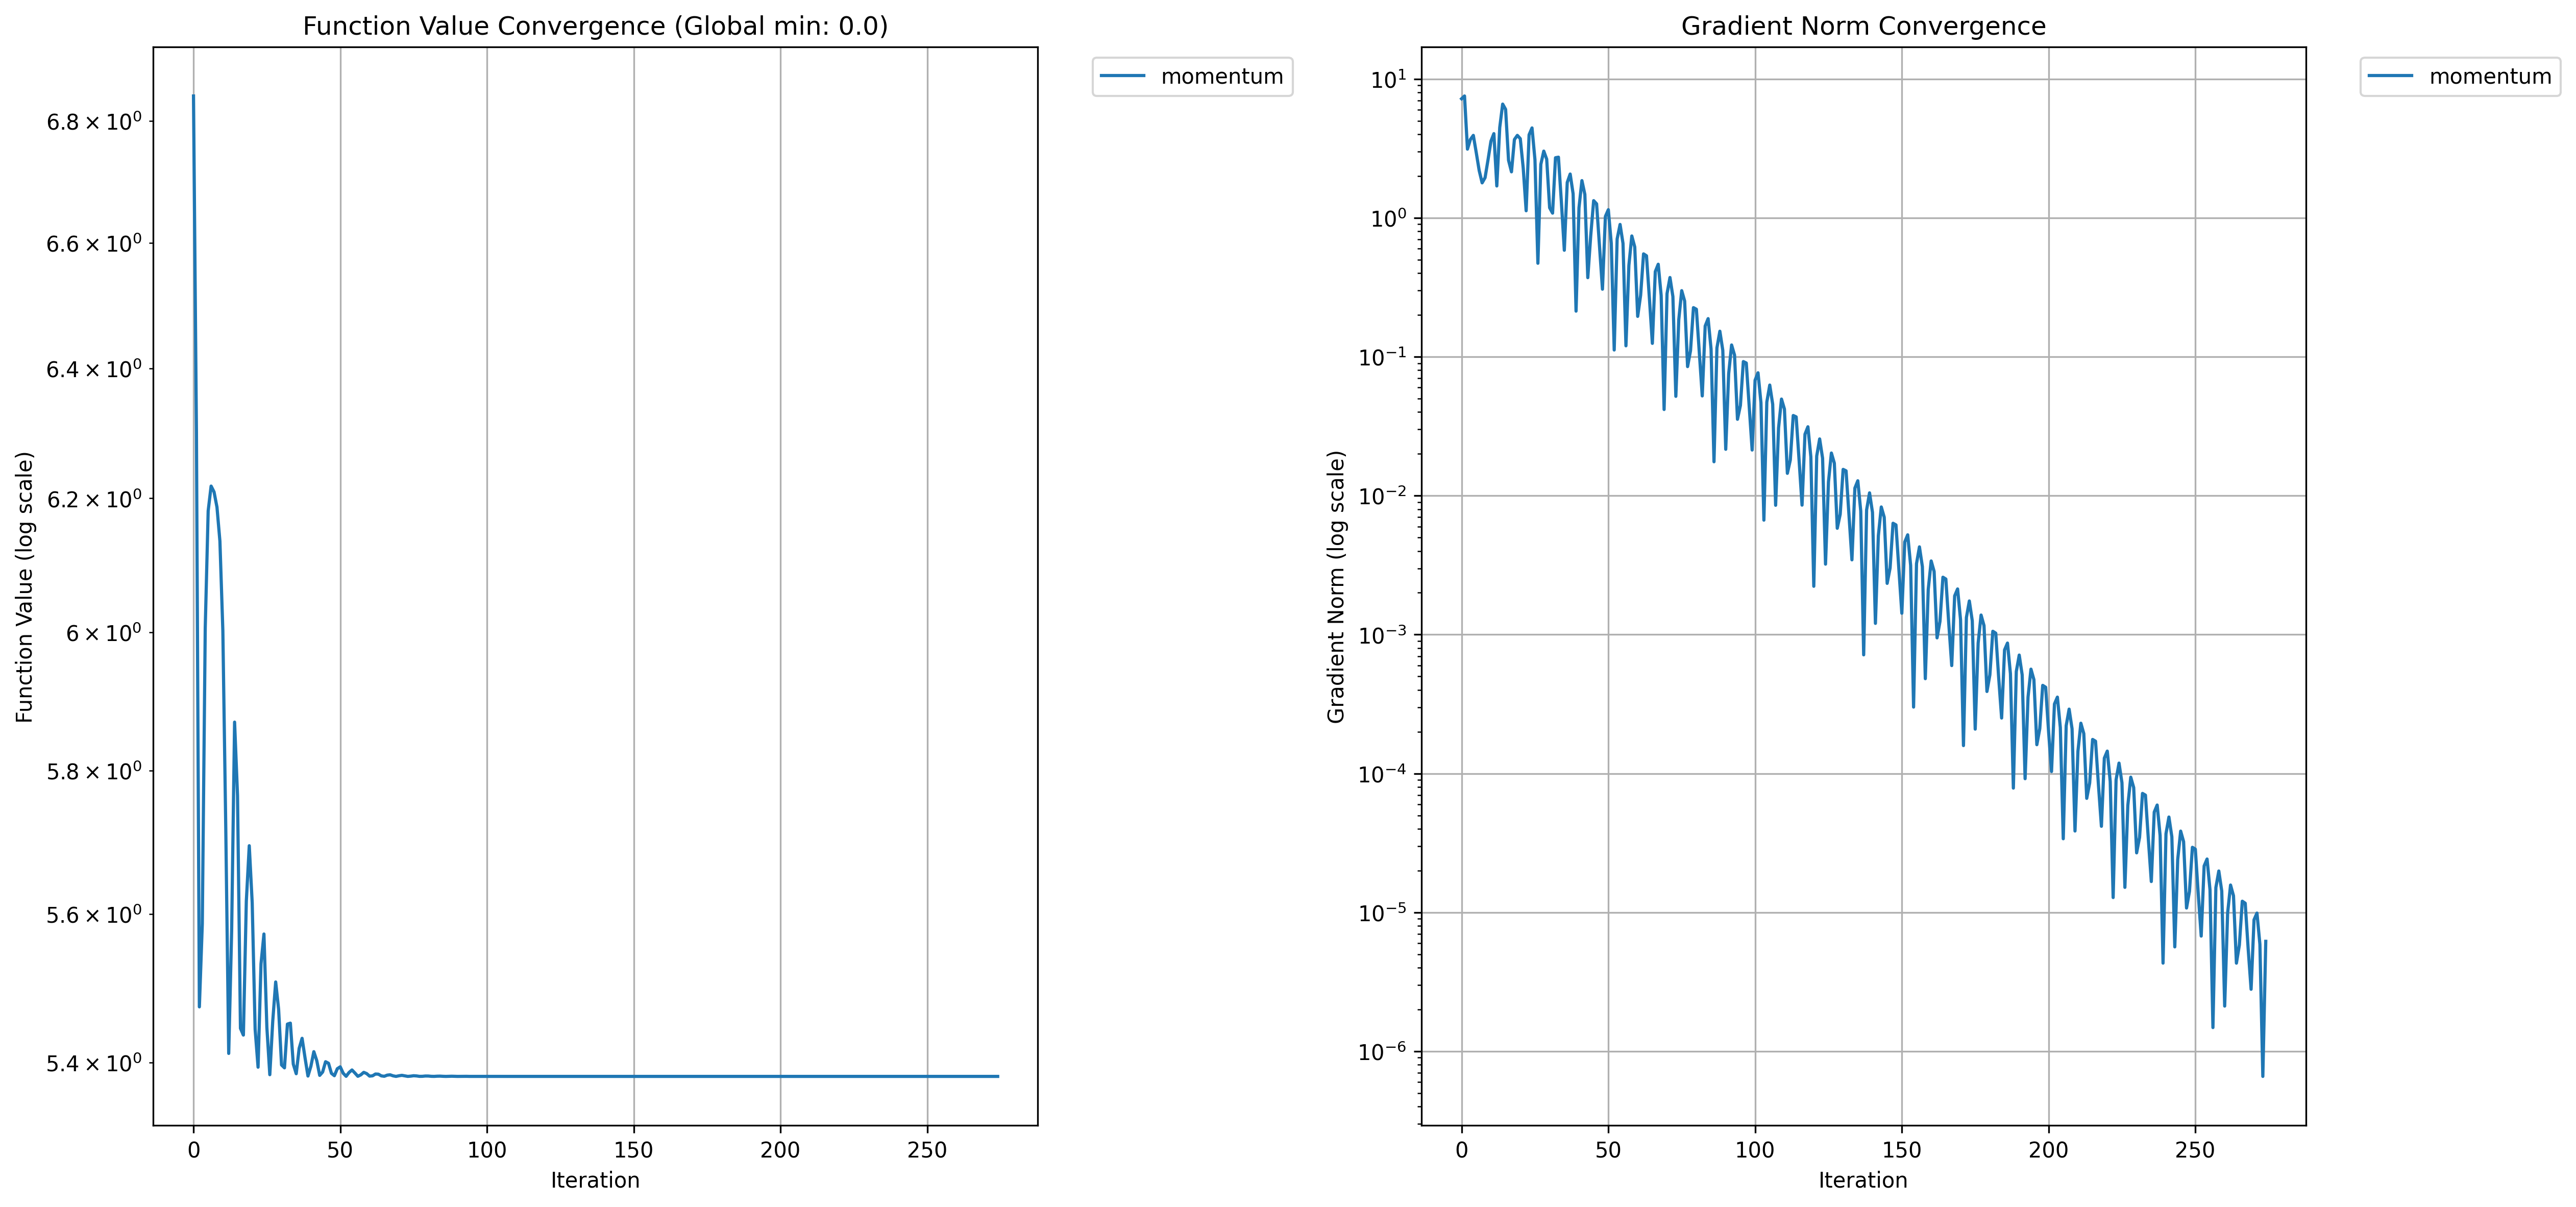 Function Value Convergence (Global min: 0.0)
momentum
6.8 × 10⁰
6.6 × 10⁰
6.4 × 10⁰
6.2 × 10⁰
6 × 10⁰
5.8 × 10⁰
5.6 × 10⁰
5.4 × 10⁰
Function Value (log scale)
0 50 100 150 200 250
Iteration
Gradient Norm Convergence
momentum
10¹
10⁰
10⁻¹
10⁻²
10⁻³
10⁻⁴
10⁻⁵
10⁻⁶
Gradient Norm (log scale)
0 50 100 150 200 250
Iteration